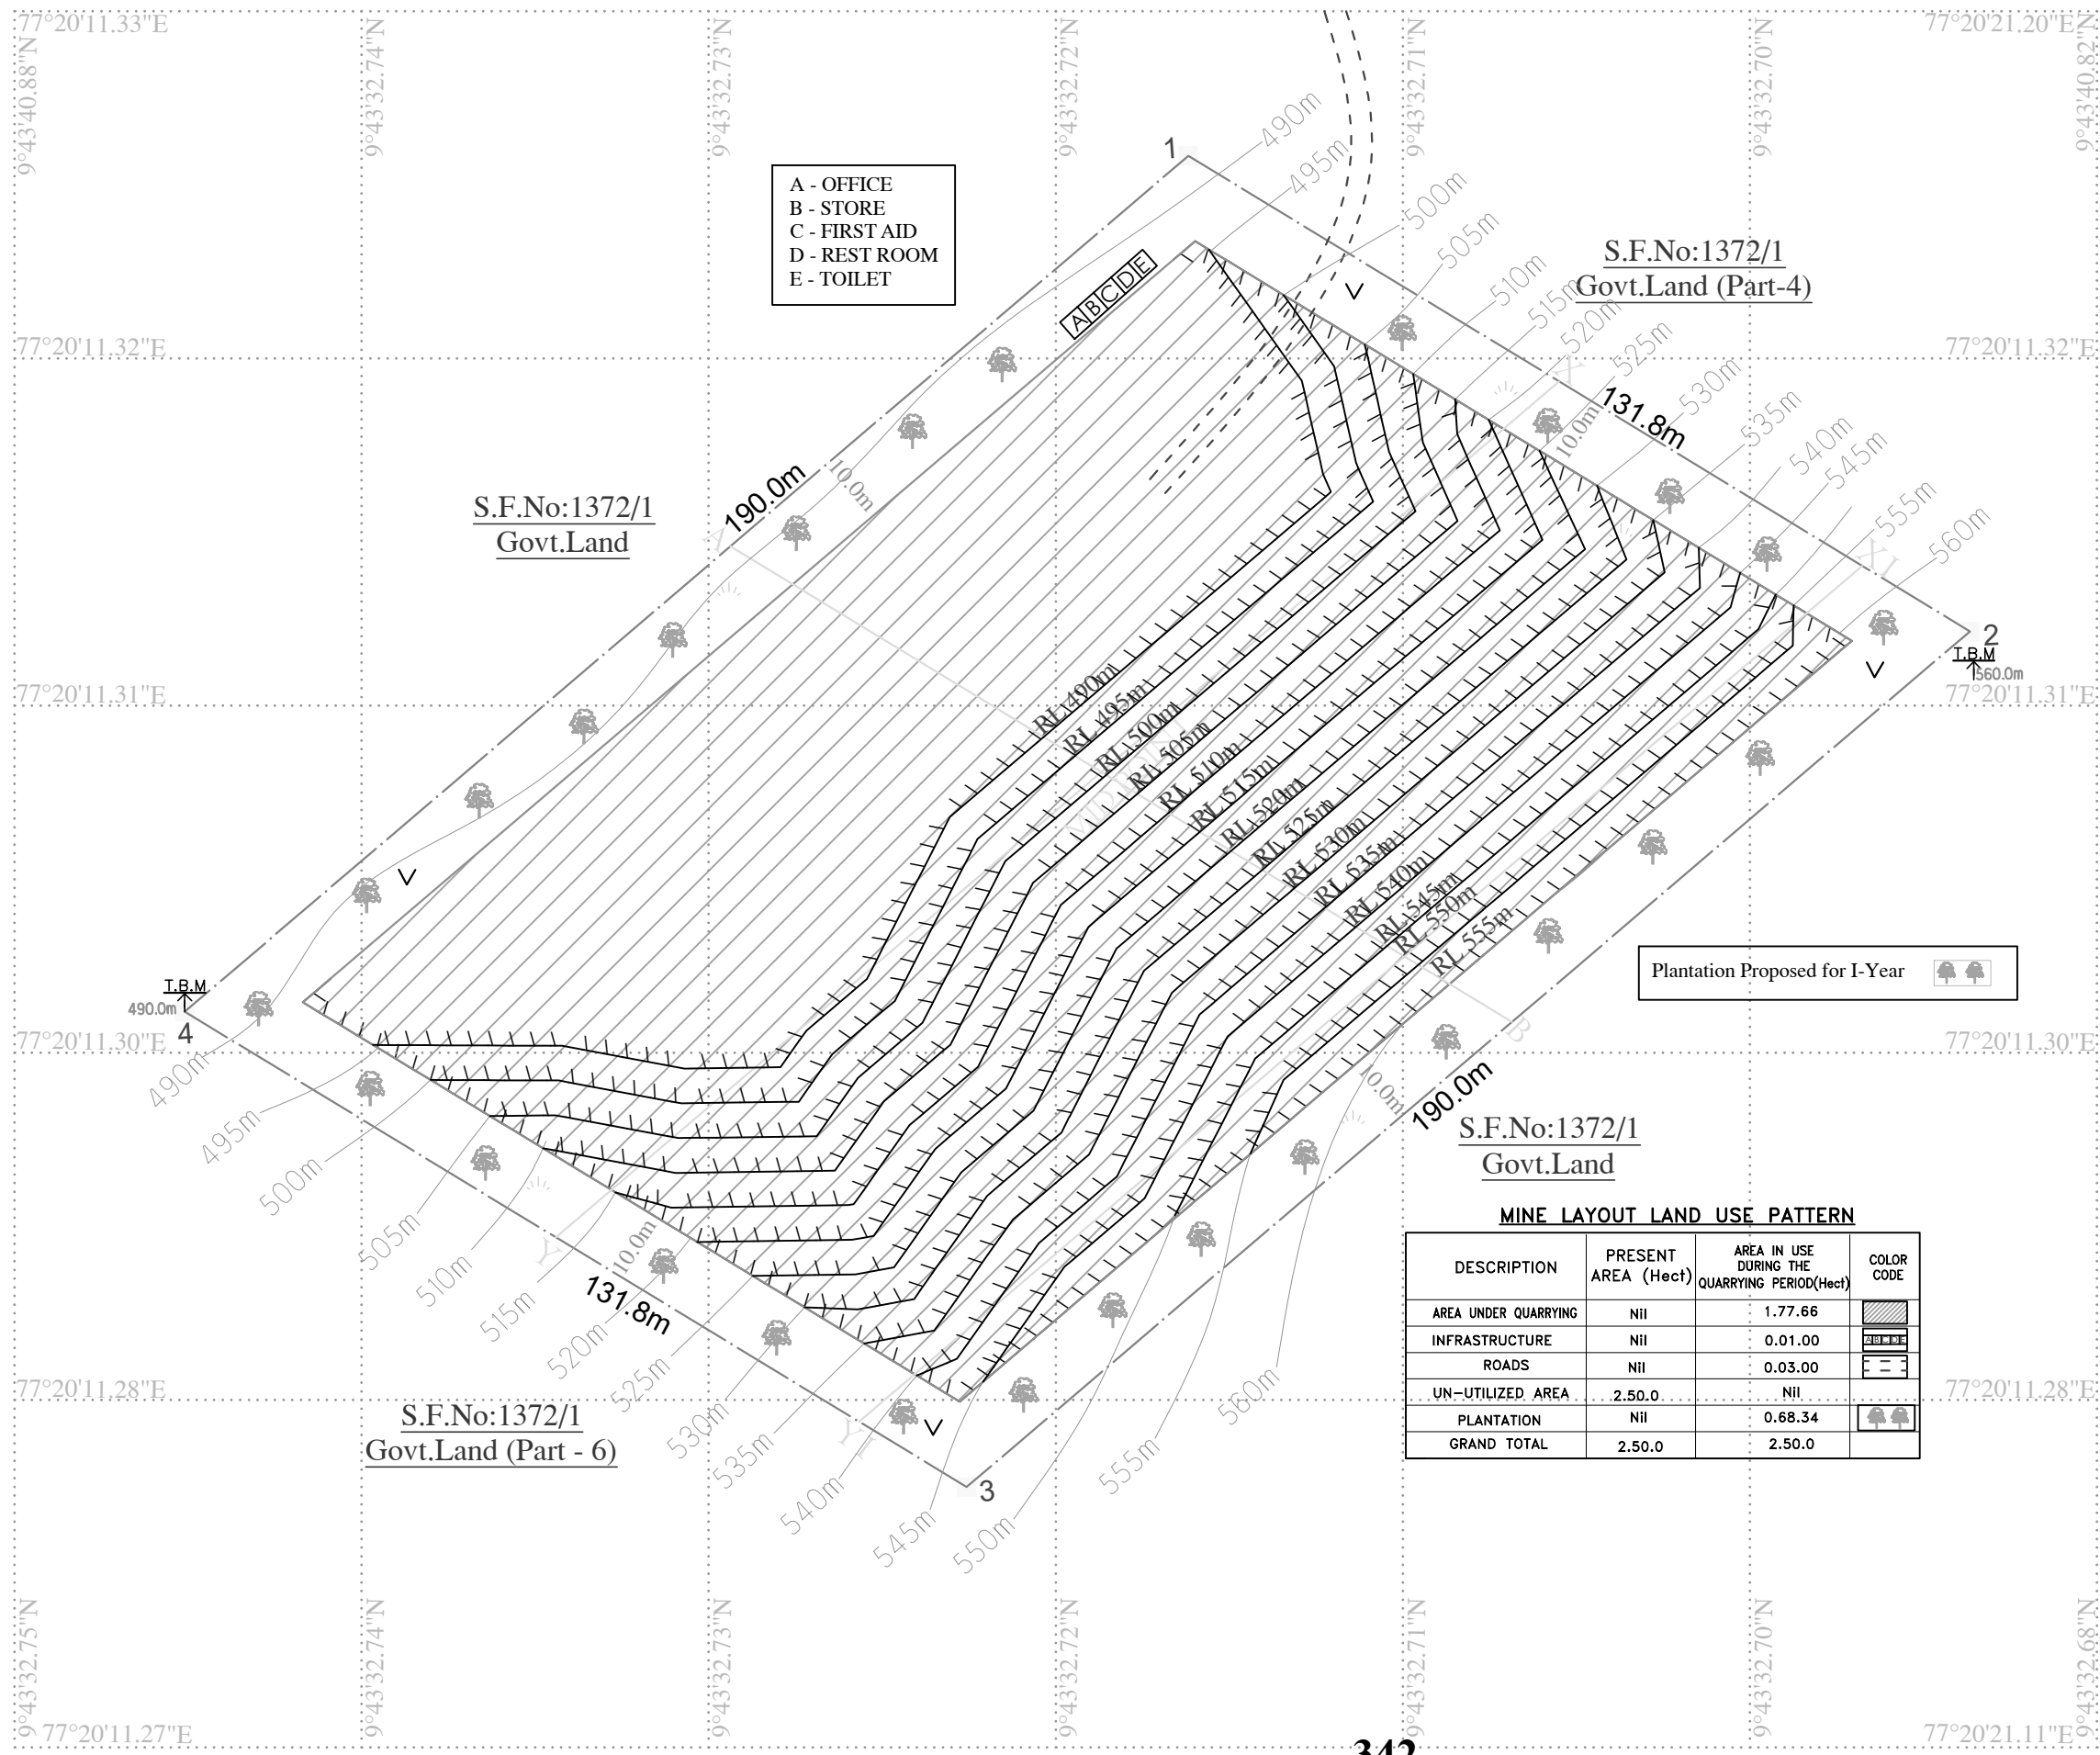 77°20'11.33"E
77°20'21.20"E
9°43'40.88"N
9°43'32.74"N
9°43'32.73"N
9°43'32.72"N
9°43'32.71"N
9°43'32.70"N
9°43'40.82"N
A - OFFICE
B - STORE
C - FIRST AID
D - REST ROOM
E - TOILET
1
490m
495m
500m
505m
510m
515m
520m
525m
530m
535m
540m
545m
555m
560m
S.F.No:1372/1
Govt.Land (Part-4)
A B C D E
77°20'11.32"E
77°20'11.32"E
X
131.8m
10.0m
190.0m
10.0m
S.F.No:1372/1
Govt.Land
A
X1
2
T.B.M
560.0m
77°20'11.31"E
77°20'11.31"E
RL 490m
RL 495m
RL 500m
RL 505m
RL 510m
RL 515m
RL 520m
RL 525m
RL 530m
RL 535m
RL 540m
RL 545m
RL 550m
RL 555m
Plantation Proposed for I-Year
T.B.M
490.0m
4
77°20'11.30"E
77°20'11.30"E
B
10.0m
190.0m
S.F.No:1372/1
Govt.Land
490m
495m
500m
505m
510m
515m
520m
525m
530m
535m
540m
545m
550m
555m
560m
Y
10.0m
131.8m
Y1
3
S.F.No:1372/1
Govt.Land (Part - 6)
MINE LAYOUT LAND USE PATTERN
DESCRIPTION PRESENT AREA (Hect) AREA IN USE DURING THE QUARRYING PERIOD(Hect) COLOR CODE
AREA UNDER QUARRYING Nil 1.77.66
INFRASTRUCTURE Nil 0.01.00 A B C D E
ROADS Nil 0.03.00
UN-UTILIZED AREA 2.50.0 Nil
PLANTATION Nil 0.68.34
GRAND TOTAL 2.50.0 2.50.0
77°20'11.28"E
77°20'11.28"E
9°43'32.75"N
9°43'32.74"N
9°43'32.73"N
9°43'32.72"N
9°43'32.71"N
9°43'32.70"N
9°43'32.68"N
77°20'11.27"E
77°20'21.11"E
342